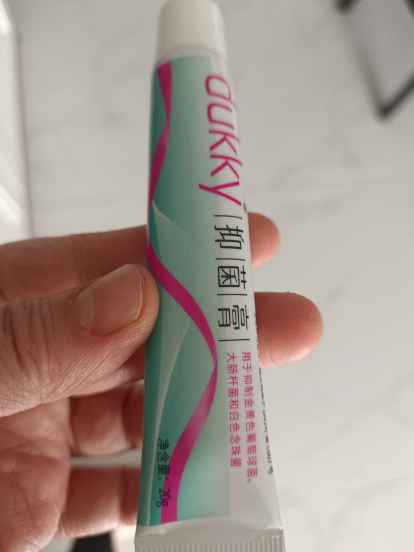 dukky
抑菌膏
用于抑制金黄色葡萄球菌、
大肠杆菌和白色念珠菌
净含量：20g